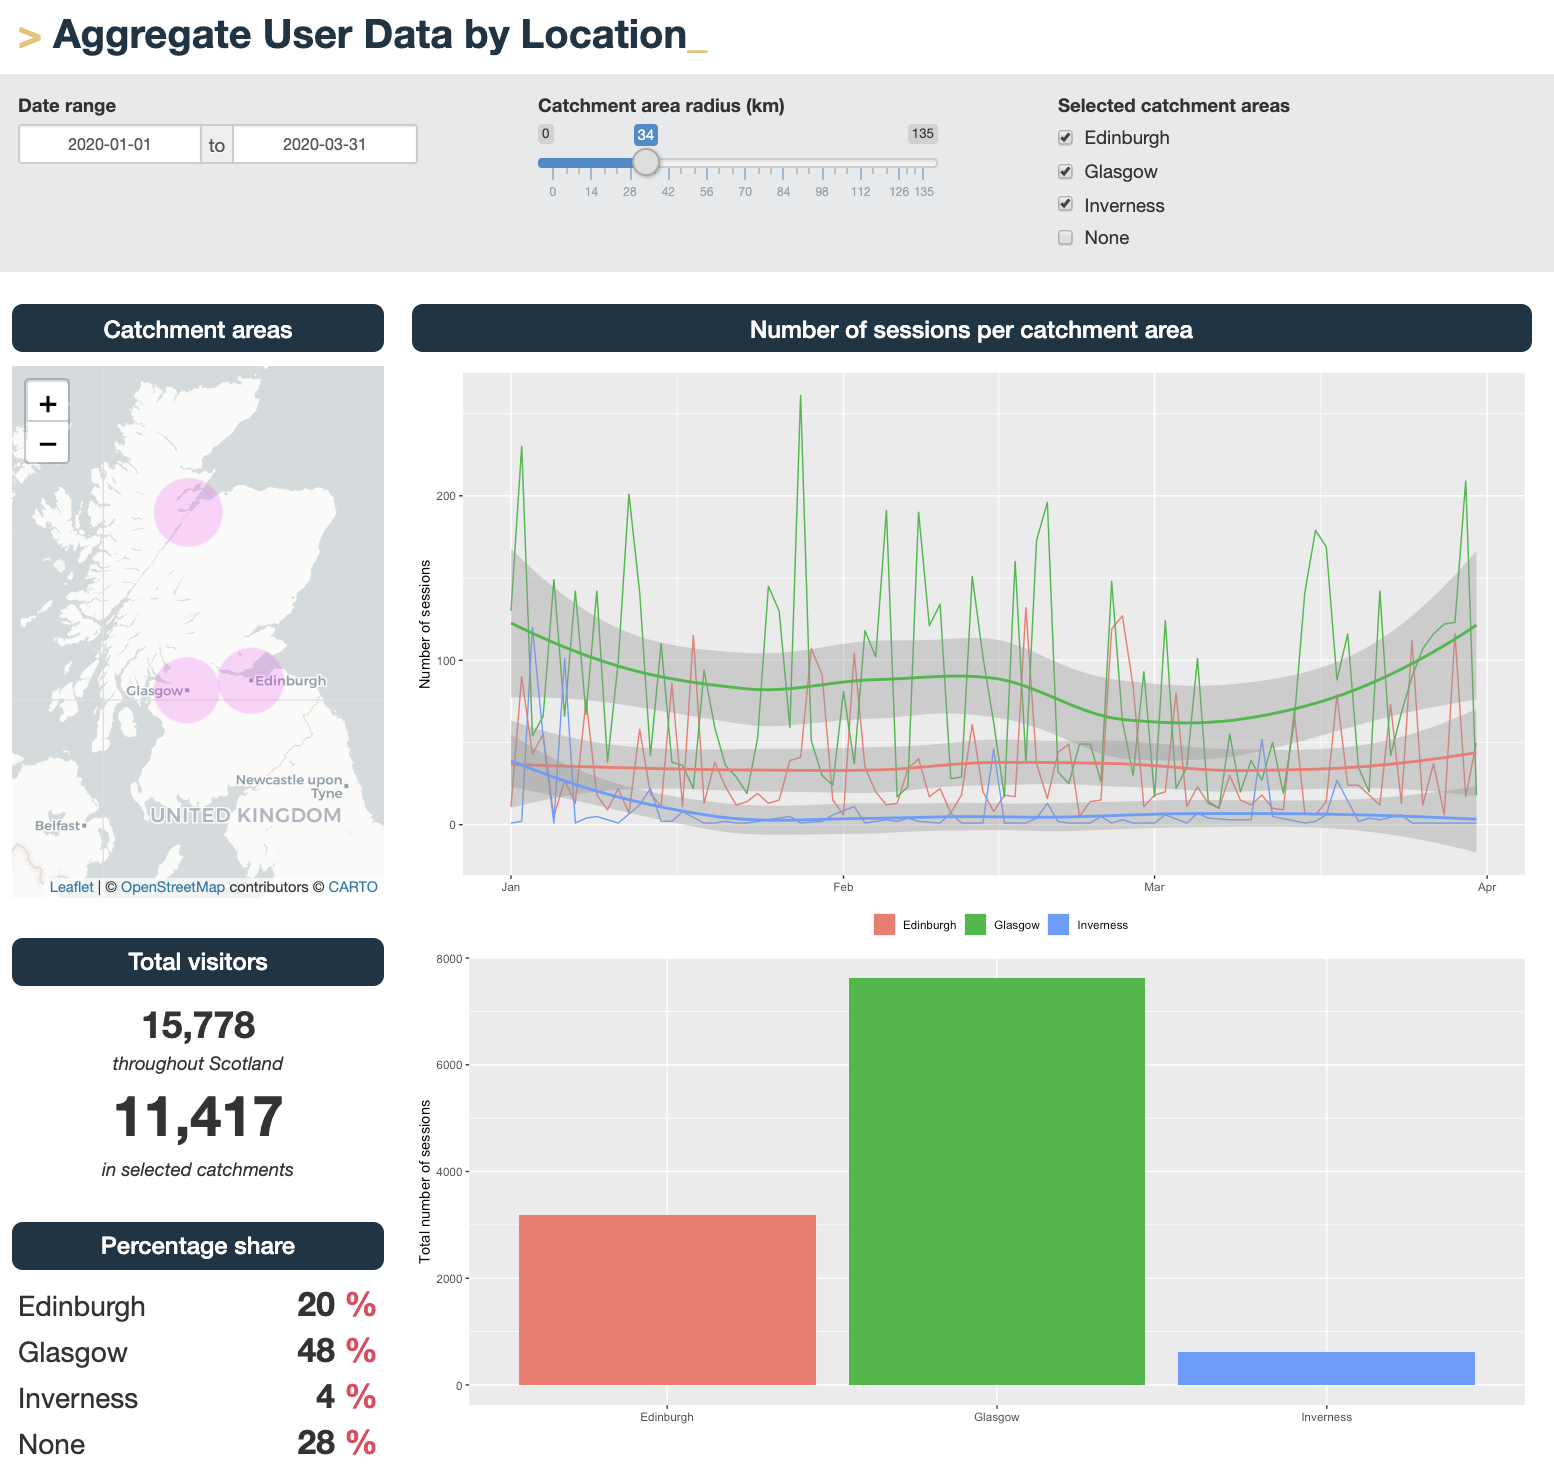 > Aggregate User Data by Location_
Date range
2020-01-01 to 2020-03-31
Catchment area radius (km)
0 34 135
0 14 28 42 56 70 84 98 112 126 135
Selected catchment areas
Edinburgh
Glasgow
Inverness
None
Catchment areas
+
−
Glasgow
Edinburgh
Newcastle upon
Tyne
UNITED KINGDOM
Belfast
Leaflet | © OpenStreetMap contributors © CARTO
Total visitors
15,778
throughout Scotland
11,417
in selected catchments
Percentage share
Edinburgh 20 %
Glasgow 48 %
Inverness 4 %
None 28 %
Number of sessions per catchment area
Number of sessions
200
100
0
Jan Feb Mar Apr
Edinburgh Glasgow Inverness
Total number of sessions
8000
6000
4000
2000
0
Edinburgh Glasgow Inverness